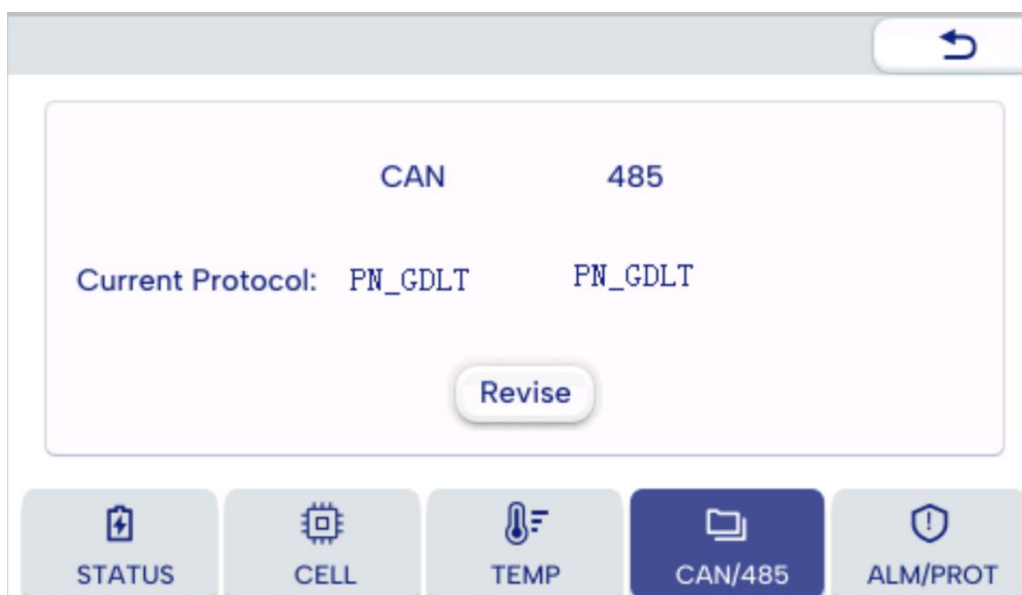 CAN 485
Current Protocol: PN_GDLT PN_GDLT
Revise
STATUS CELL TEMP CAN/485 ALM/PROT